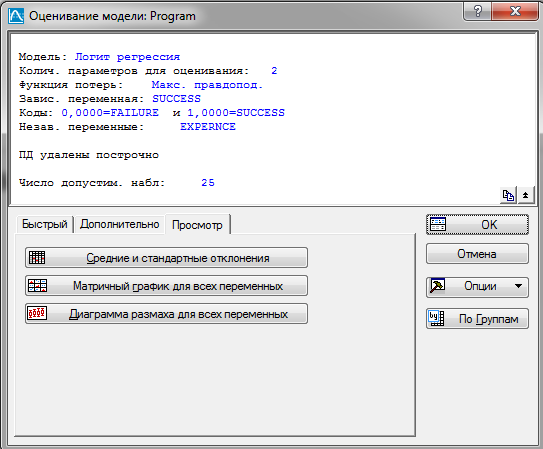 Оценивание модели: Program
Модель: Логит регрессия
Колич. параметров для оценивания: 2
Функция потерь: Макс. правдопод.
Завис. переменная: SUCCESS
Коды: 0,0000=FAILURE и 1,0000=SUCCESS
Незав. переменные: EXPERNCE
ПД удалены построчно
Число допустим. набл: 25
Быстрый Дополнительно Просмотр
Средние и стандартные отклонения
Матричный график для всех переменных
Диаграмма размаха для всех переменных
OK
Отмена
Опции
По Группам